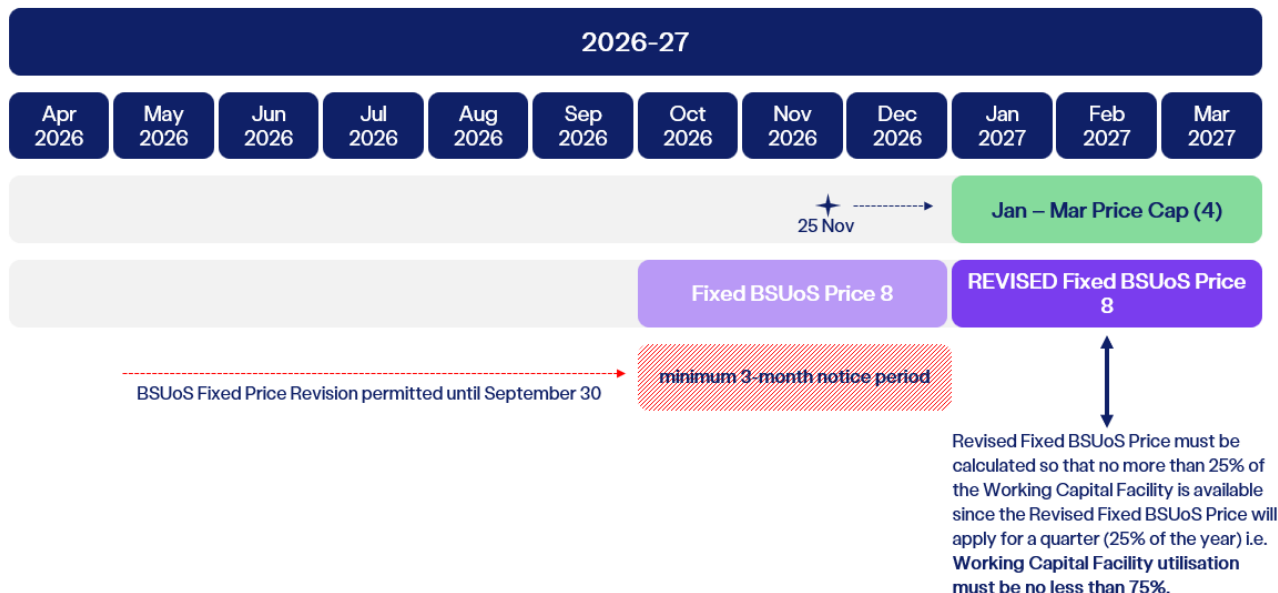 2026-27
Apr
2026
May
2026
Jun
2026
Jul
2026
Aug
2026
Sep
2026
Oct
2026
Nov
2026
Dec
2026
Jan
2027
Feb
2027
Mar
2027
25 Nov
Jan – Mar Price Cap (4)
Fixed BSUoS Price 8
REVISED Fixed BSUoS Price
8
BSUoS Fixed Price Revision permitted until September 30
minimum 3-month notice period
Revised Fixed BSUoS Price must be
calculated so that no more than 25% of
the Working Capital Facility is available
since the Revised Fixed BSUoS Price will
apply for a quarter (25% of the year) i.e.
Working Capital Facility utilisation
must be no less than 75%.